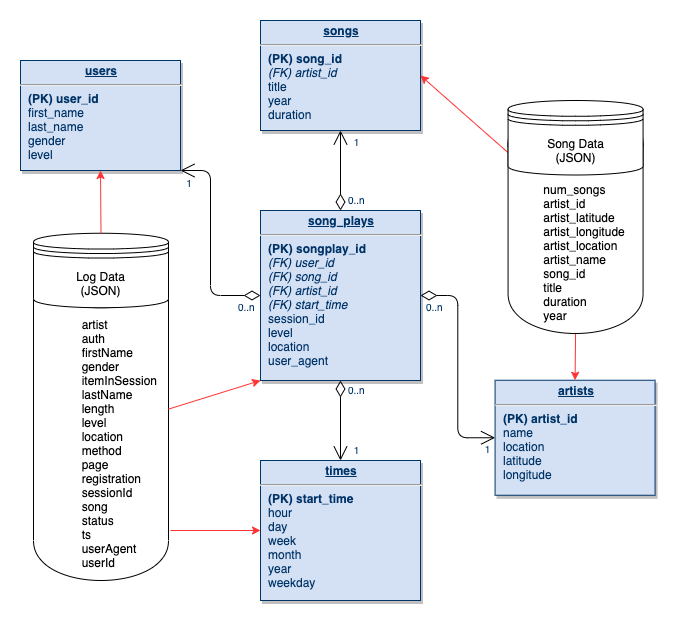 songs
(PK) song_id
(FK) artist_id
title
year
duration
users
(PK) user_id
first_name
last_name
gender
level
Song Data
(JSON)
num_songs
artist_id
artist_latitude
artist_longitude
artist_location
artist_name
song_id
title
duration
year
1
1
0..n
song_plays
(PK) songplay_id
(FK) user_id
(FK) song_id
(FK) artist_id
(FK) start_time
session_id
level
location
user_agent
0..n
0..n
0..n
Log Data
(JSON)
artist
auth
firstName
gender
itemInSession
lastName
length
level
location
method
page
registration
sessionId
song
status
ts
userAgent
userId
artists
(PK) artist_id
name
location
latitude
longitude
1
1
times
(PK) start_time
hour
day
week
month
year
weekday